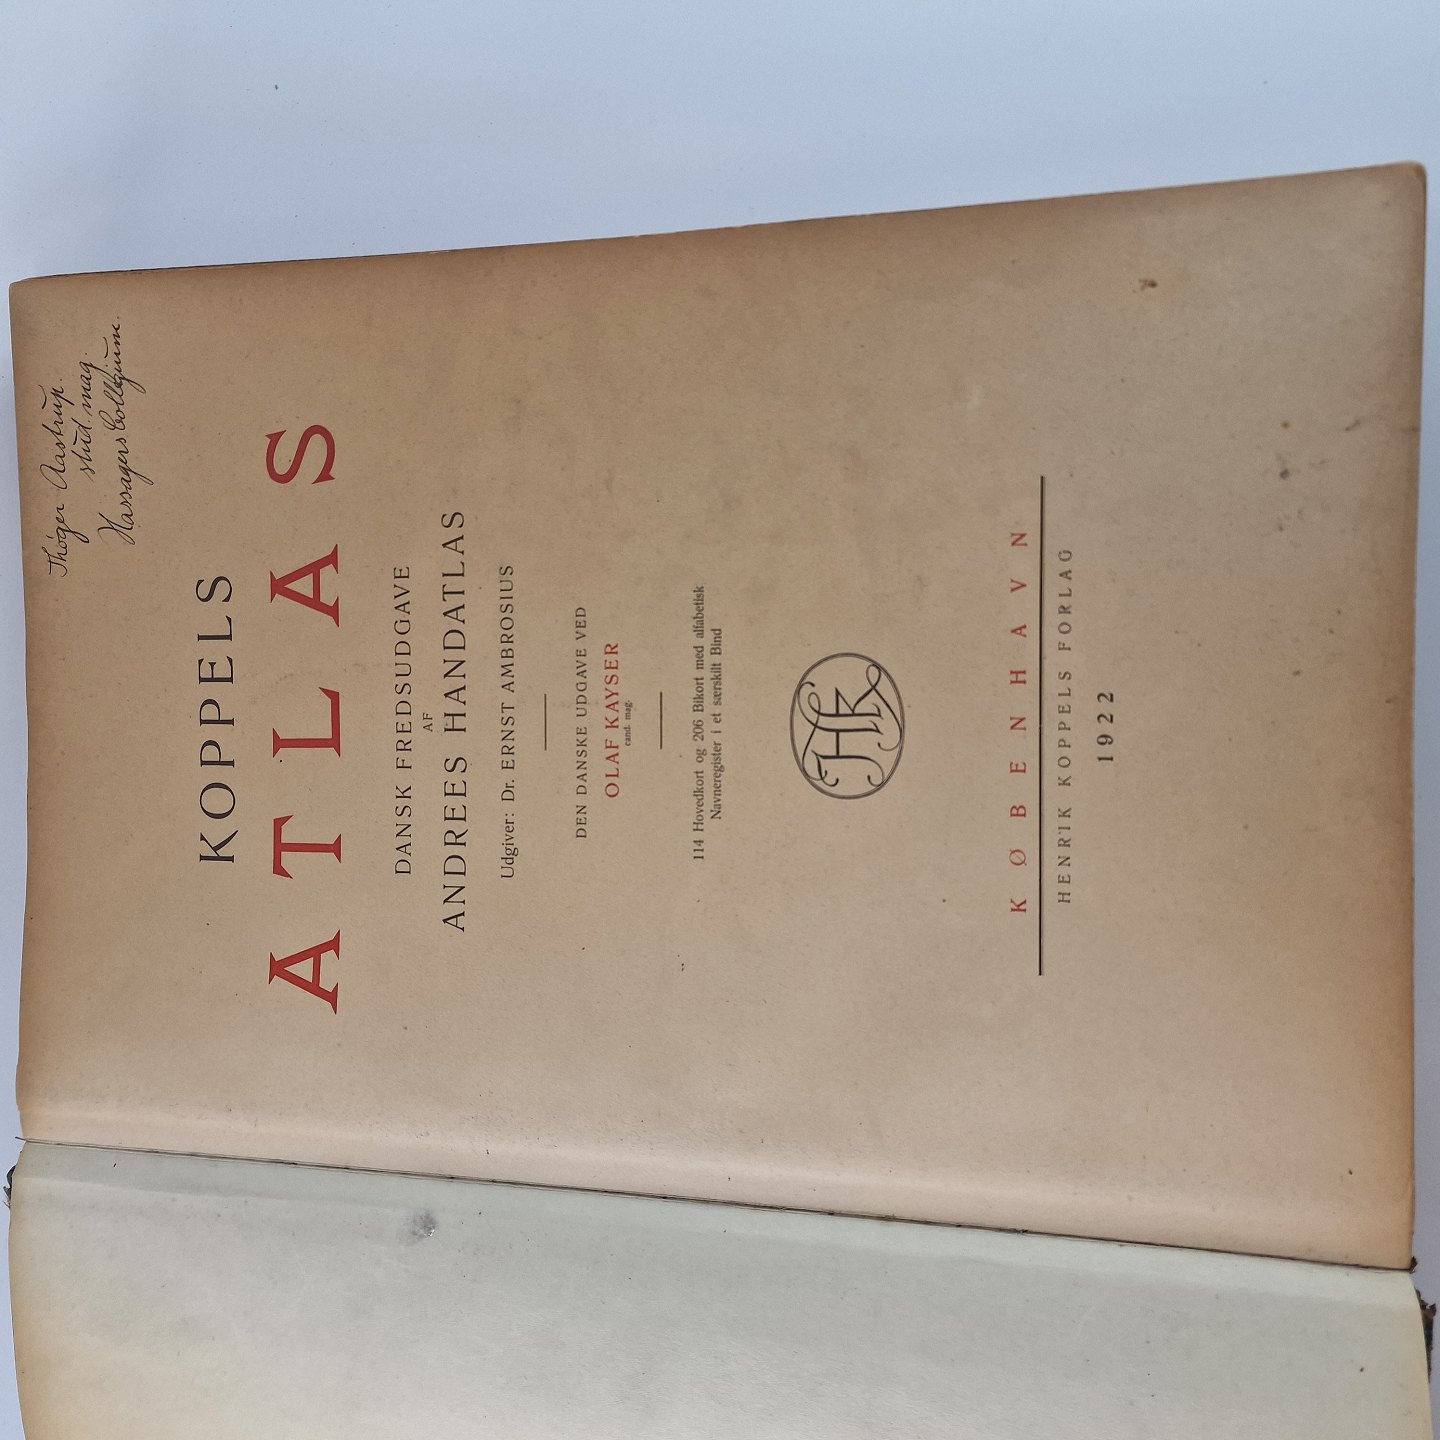 Thøger Aastrup.
stud. mag.
Hassagers Collegium.
KOPPELS
ATLAS
DANSK FREDSUDGAVE
AF
ANDREES HANDATLAS
Udgiver: Dr. ERNST AMBROSIUS
DEN DANSKE UDGAVE VED
OLAF KAYSER
cand. mag.
114 Hovedkort og 206 Bikort med alfabetisk
Navneregister i et særskilt Bind
HK
KØBENHAVN
HENRIK KOPPELS FORLAG
1922